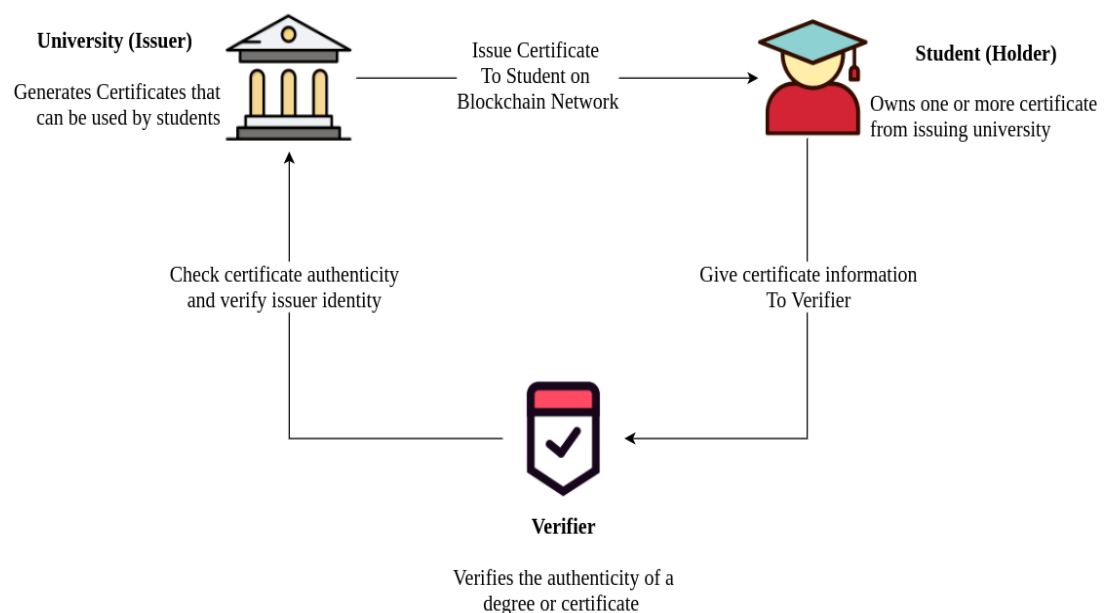 University (Issuer)
Generates Certificates that
can be used by students
Issue Certificate
To Student on
Blockchain Network
Student (Holder)
Owns one or more certificate
from issuing university
Check certificate authenticity
and verify issuer identity
Give certificate information
To Verifier
Verifier
Verifies the authenticity of a
degree or certificate